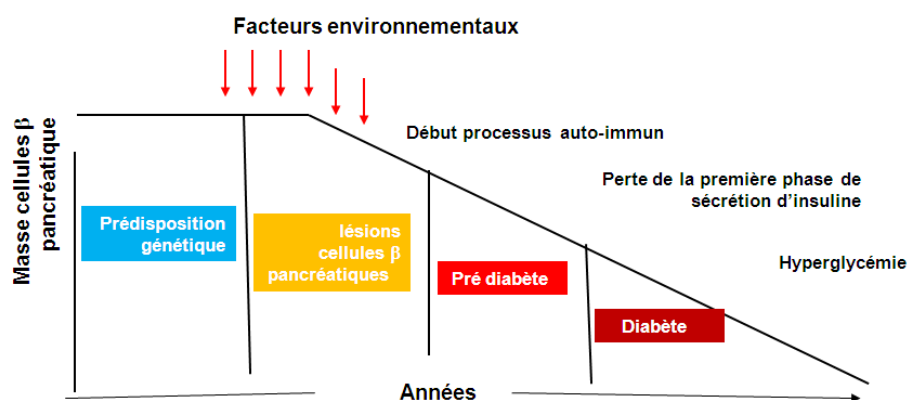 Facteurs environnementaux
Masse cellules β
pancréatique
Début processus auto-immun
Perte de la première phase de
sécrétion d’insuline
Hyperglycémie
Prédisposition
génétique
lésions
cellules β
pancréatiques
Pré diabète
Diabète
Années